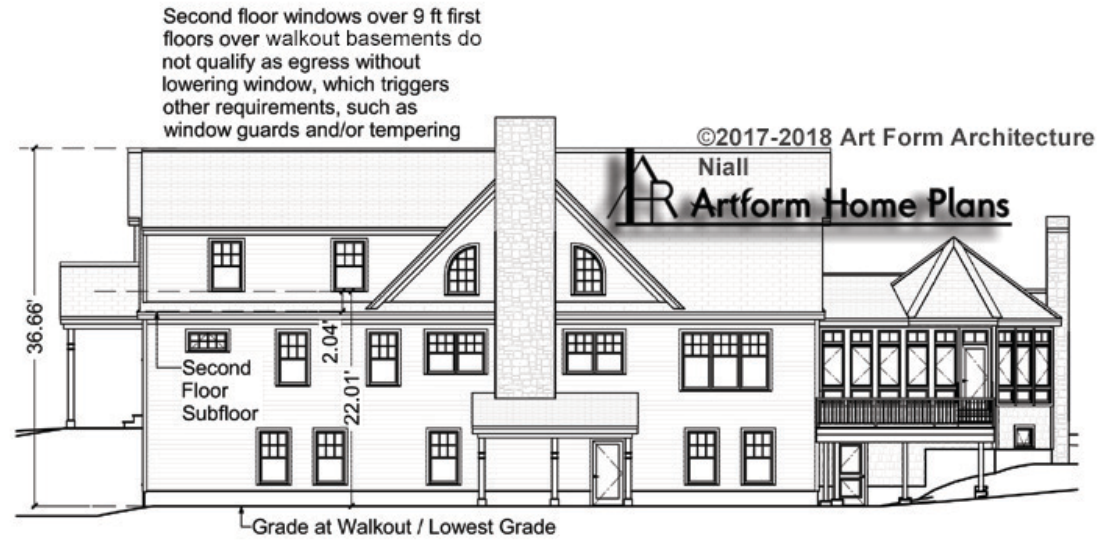 Second floor windows over 9 ft first
floors over walkout basements do
not qualify as egress without
lowering window, which triggers
other requirements, such as
window guards and/or tempering
©2017-2018 Art Form Architecture
Niall
AHR Artform Home Plans
36.66'
2.04'
22.01'
Second
Floor
Subfloor
Grade at Walkout / Lowest Grade